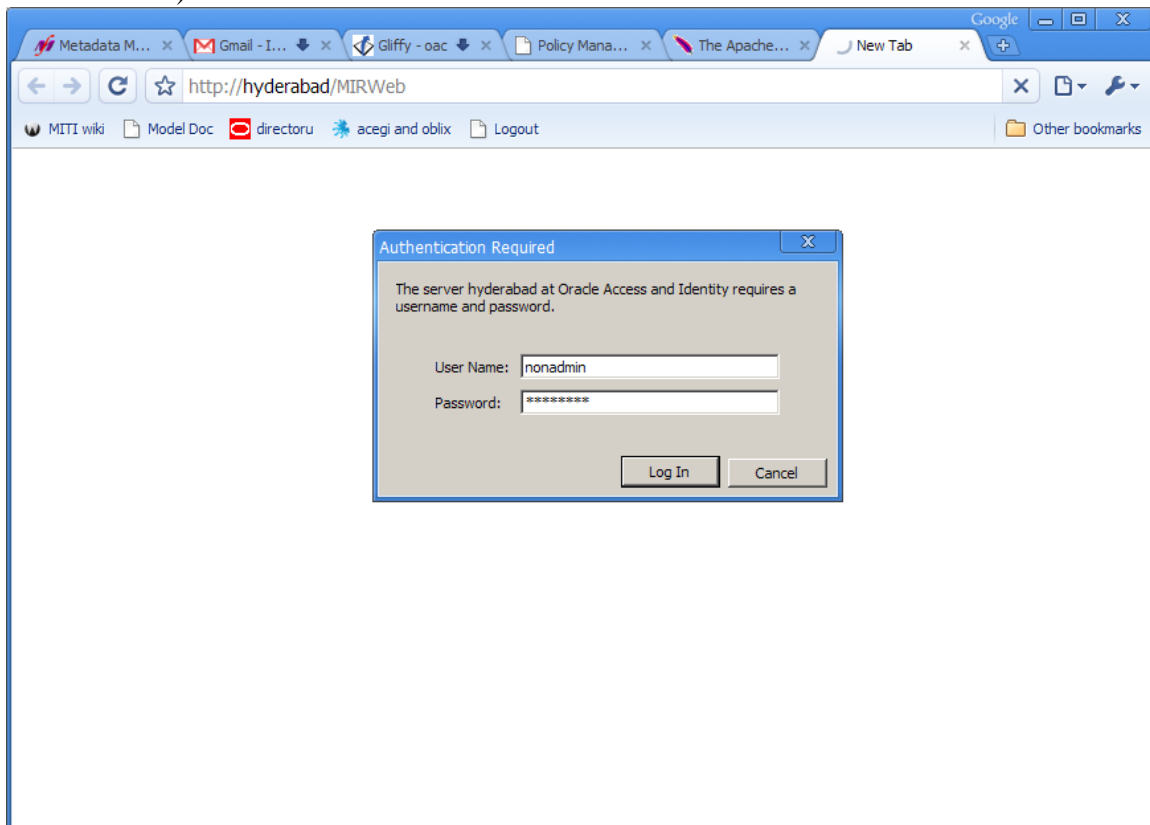 )
Google
Metadata M... Gmail - I... Gliffy - oac Policy Mana... The Apache... New Tab
http://hyderabad/MIRWeb
MITI wiki Model Doc directoru acegi and oblix Logout Other bookmarks
Authentication Required
The server hyderabad at Oracle Access and Identity requires a
username and password.
User Name: nonadmin
Password: ********
Log In Cancel